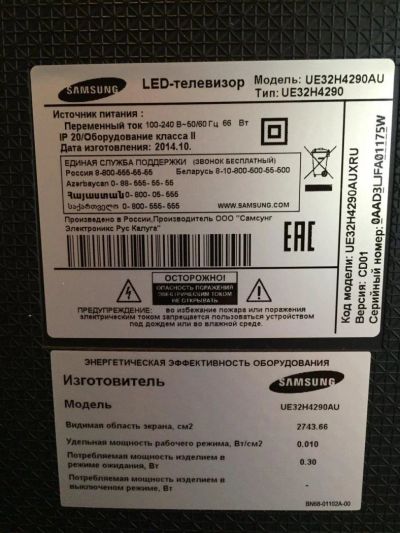 SAMSUNG
LED-телевизор
Модель: UE32H4290AU
Тип: UE32H4290
Источник питания :
Переменный ток 100-240 В~50/60 Гц 66 Вт
IP 20/Оборудование класса II
Дата изготовления: 2014.10.
ЕДИНАЯ СЛУЖБА ПОДДЕРЖКИ (ЗВОНОК БЕСПЛАТНЫЙ)
Россия 8-800-555-55-55 Беларусь 8-10-800-500-55-500
Azerbaycan 0-88-555-55-55
Հայաստան 0-800-05-555
საქართველო 0-800-555-555
www.samsung.com
Произведено в России,Производитель ООО "Самсунг
Электроникс Рус Калуга"
EAC
ОСТОРОЖНО!
ОПАСНОСТЬ ПОРАЖЕНИЯ
ЭЛЕКТРИЧЕСКИМ ТОКОМ
НЕ ОТКРЫВАТЬ
ПРЕДУПРЕЖДЕНИЕ: во избежание пожара или поражения
электрическим током не пользоваться устройством
под дождем или во влажной среде.
Код модели: UE32H4290AUXRU
Версия: CD01
Серийный номер:
ЭНЕРГЕТИЧЕСКАЯ ЭФФЕКТИВНОСТЬ ОБОРУДОВАНИЯ
Изготовитель SAMSUNG
Модель UE32H4290AU
Видимая область экрана, см2 2743.66
Удельная мощность рабочего режима, Вт/см2 0.010
Потребляемая мощность изделием в
режиме ожидания, Вт 0.30
Потребляемая мощность изделием в
выключеном режиме, Вт -
BN68-01102A-00